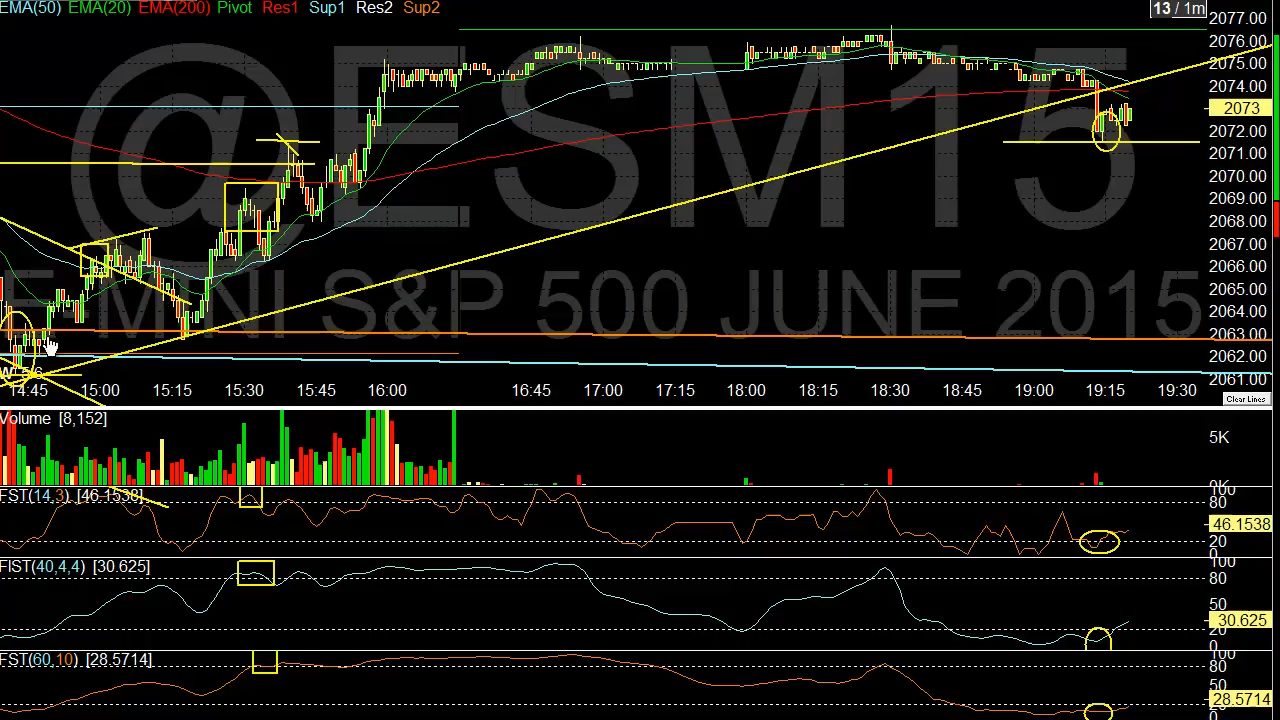 EMA(50) EMA(20) EMA(200) Pivot Res1 Sup1 Res2 Sup2
13 / 1m
@ESM15
E-MINI S&P 500 JUNE 2015
2077.00
2076.00
2075.00
2074.00
2073
2072.00
2071.00
2070.00
2069.00
2068.00
2067.00
2066.00
2065.00
2064.00
2063.00
2062.00
2061.00
14:45 15:00 15:15 15:30 15:45 16:00 16:45 17:00 17:15 18:00 18:15 18:30 18:45 19:00 19:15 19:30
Clear Lines
Volume [8,152]
5K
0K
FST(14,3) [46.1538]
100
80
46.1538
20
0
FIST(40,4,4) [30.625]
100
80
50
30.625
20
0
FST(60,10) [28.5714]
100
80
50
28.5714
0